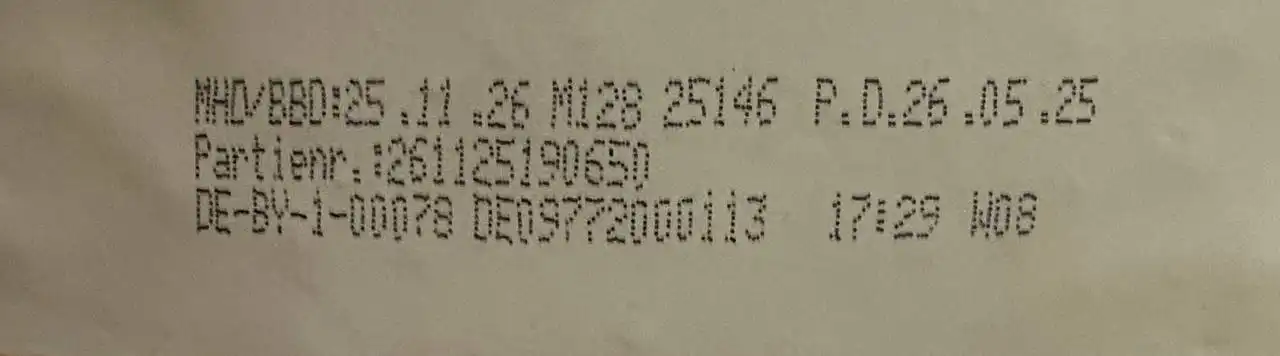 MHD/BBD:25.11.26 M128 25146 P.D.26.05.25
Partienr.:261125190650
DE-BY-1-00078 DE09772000113 17:29 W08